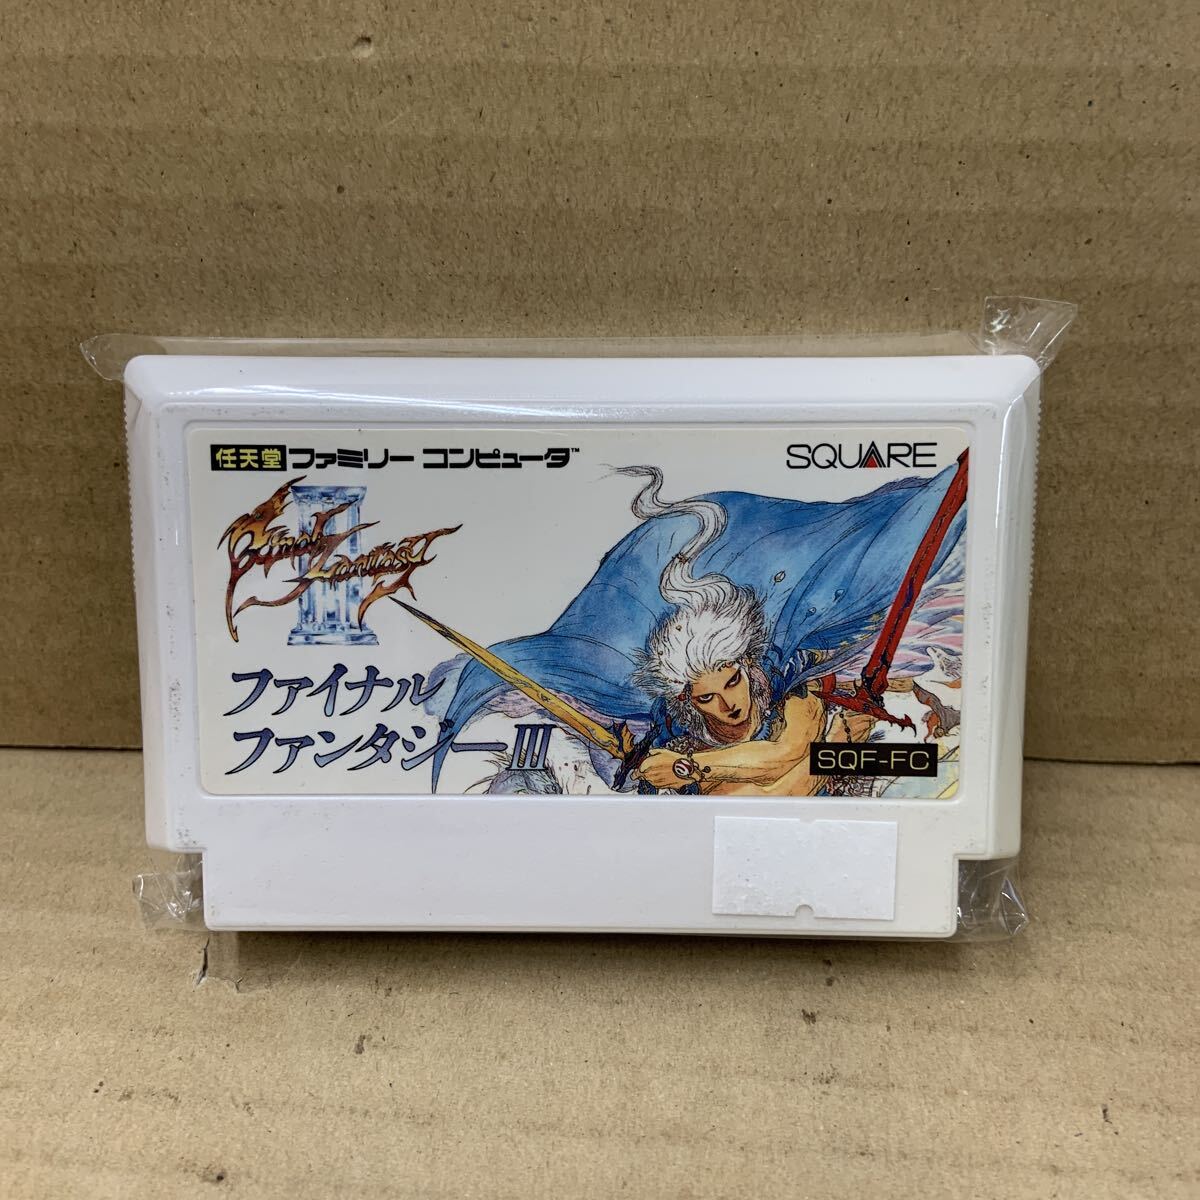 任天堂 ファミリー コンピュータ™
SQUARE
III
Final Fantasy
ファイナル
ファンタジーIII
SQF-FC